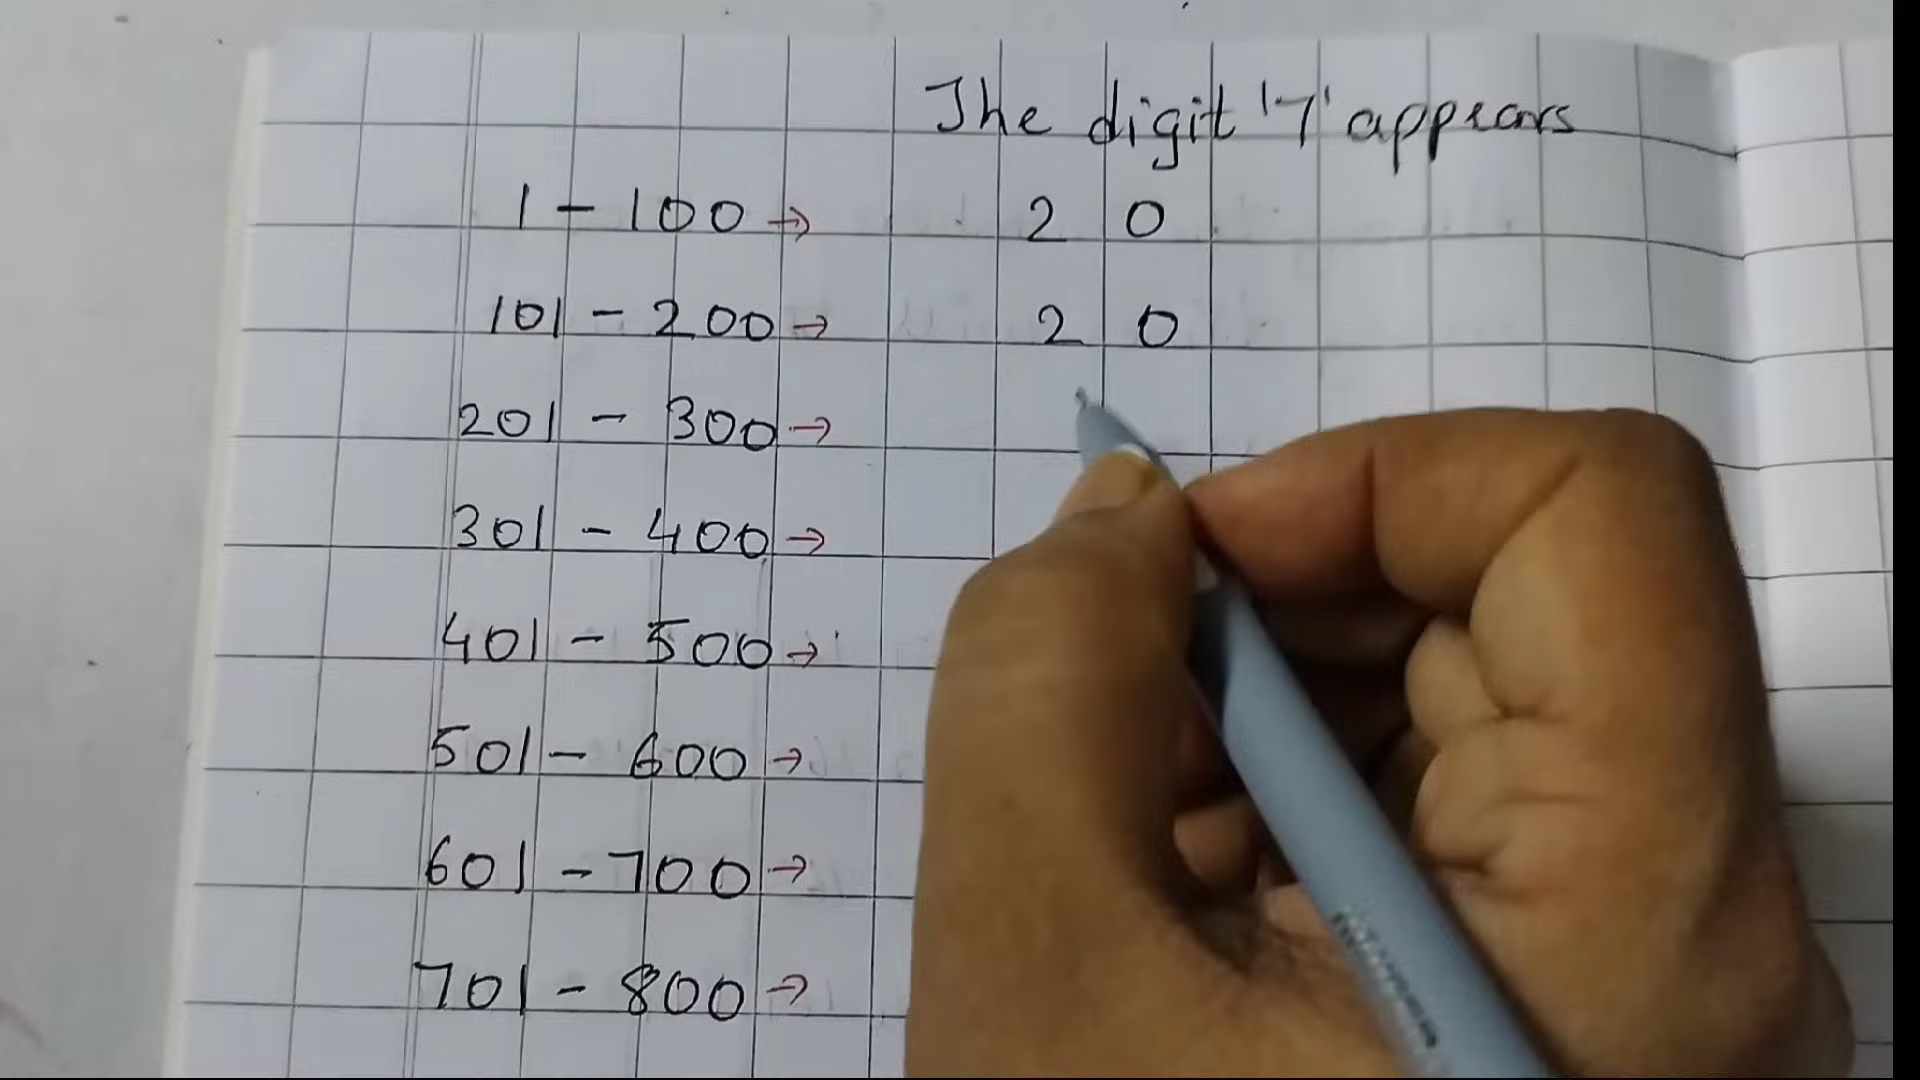 The digit '7' appears
1 - 100 → 20
101 - 200 → 20
201 - 300 →
301 - 400 →
401 - 500 →
501 - 600 →
601 - 700 →
701 - 800 →